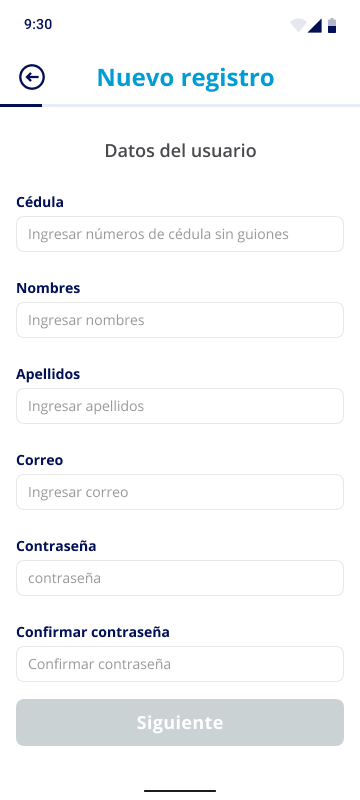 9:30
Nuevo registro
Datos del usuario
Cédula
Ingresar números de cédula sin guiones
Nombres
Ingresar nombres
Apellidos
Ingresar apellidos
Correo
Ingresar correo
Contraseña
contraseña
Confirmar contraseña
Confirmar contraseña
Siguiente